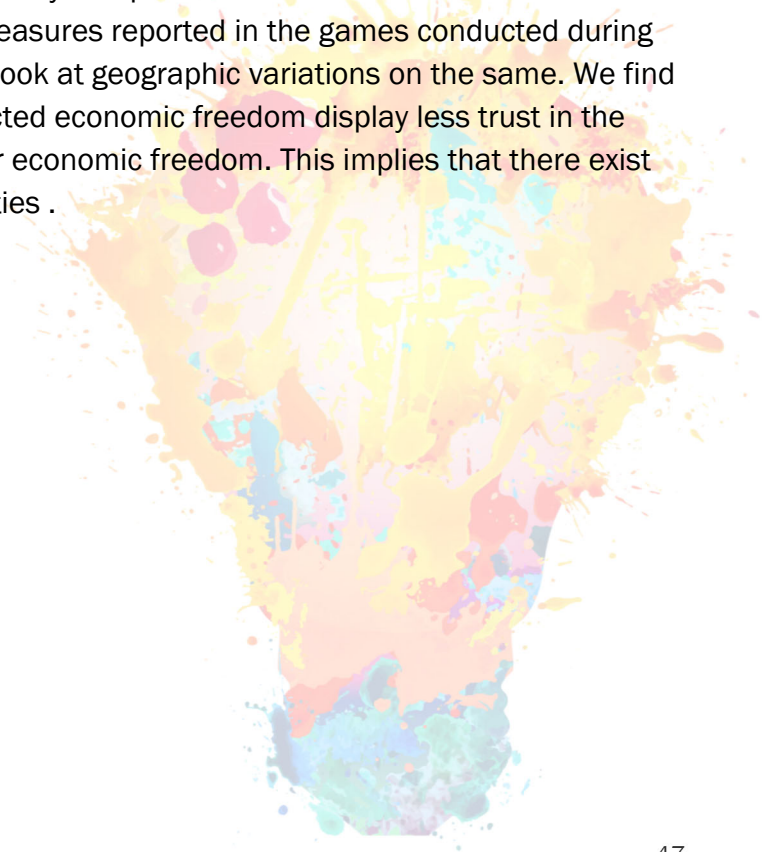 easures reported in the games conducted during
ook at geographic variations on the same. We find
cted economic freedom display less trust in the
r economic freedom. This implies that there exist
ties .